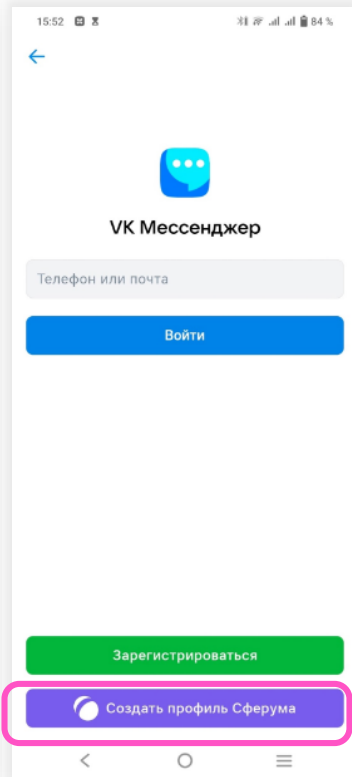 15:52 84 %
VK Мессенджер
Телефон или почта
Войти
Зарегистрироваться
Создать профиль Сферума